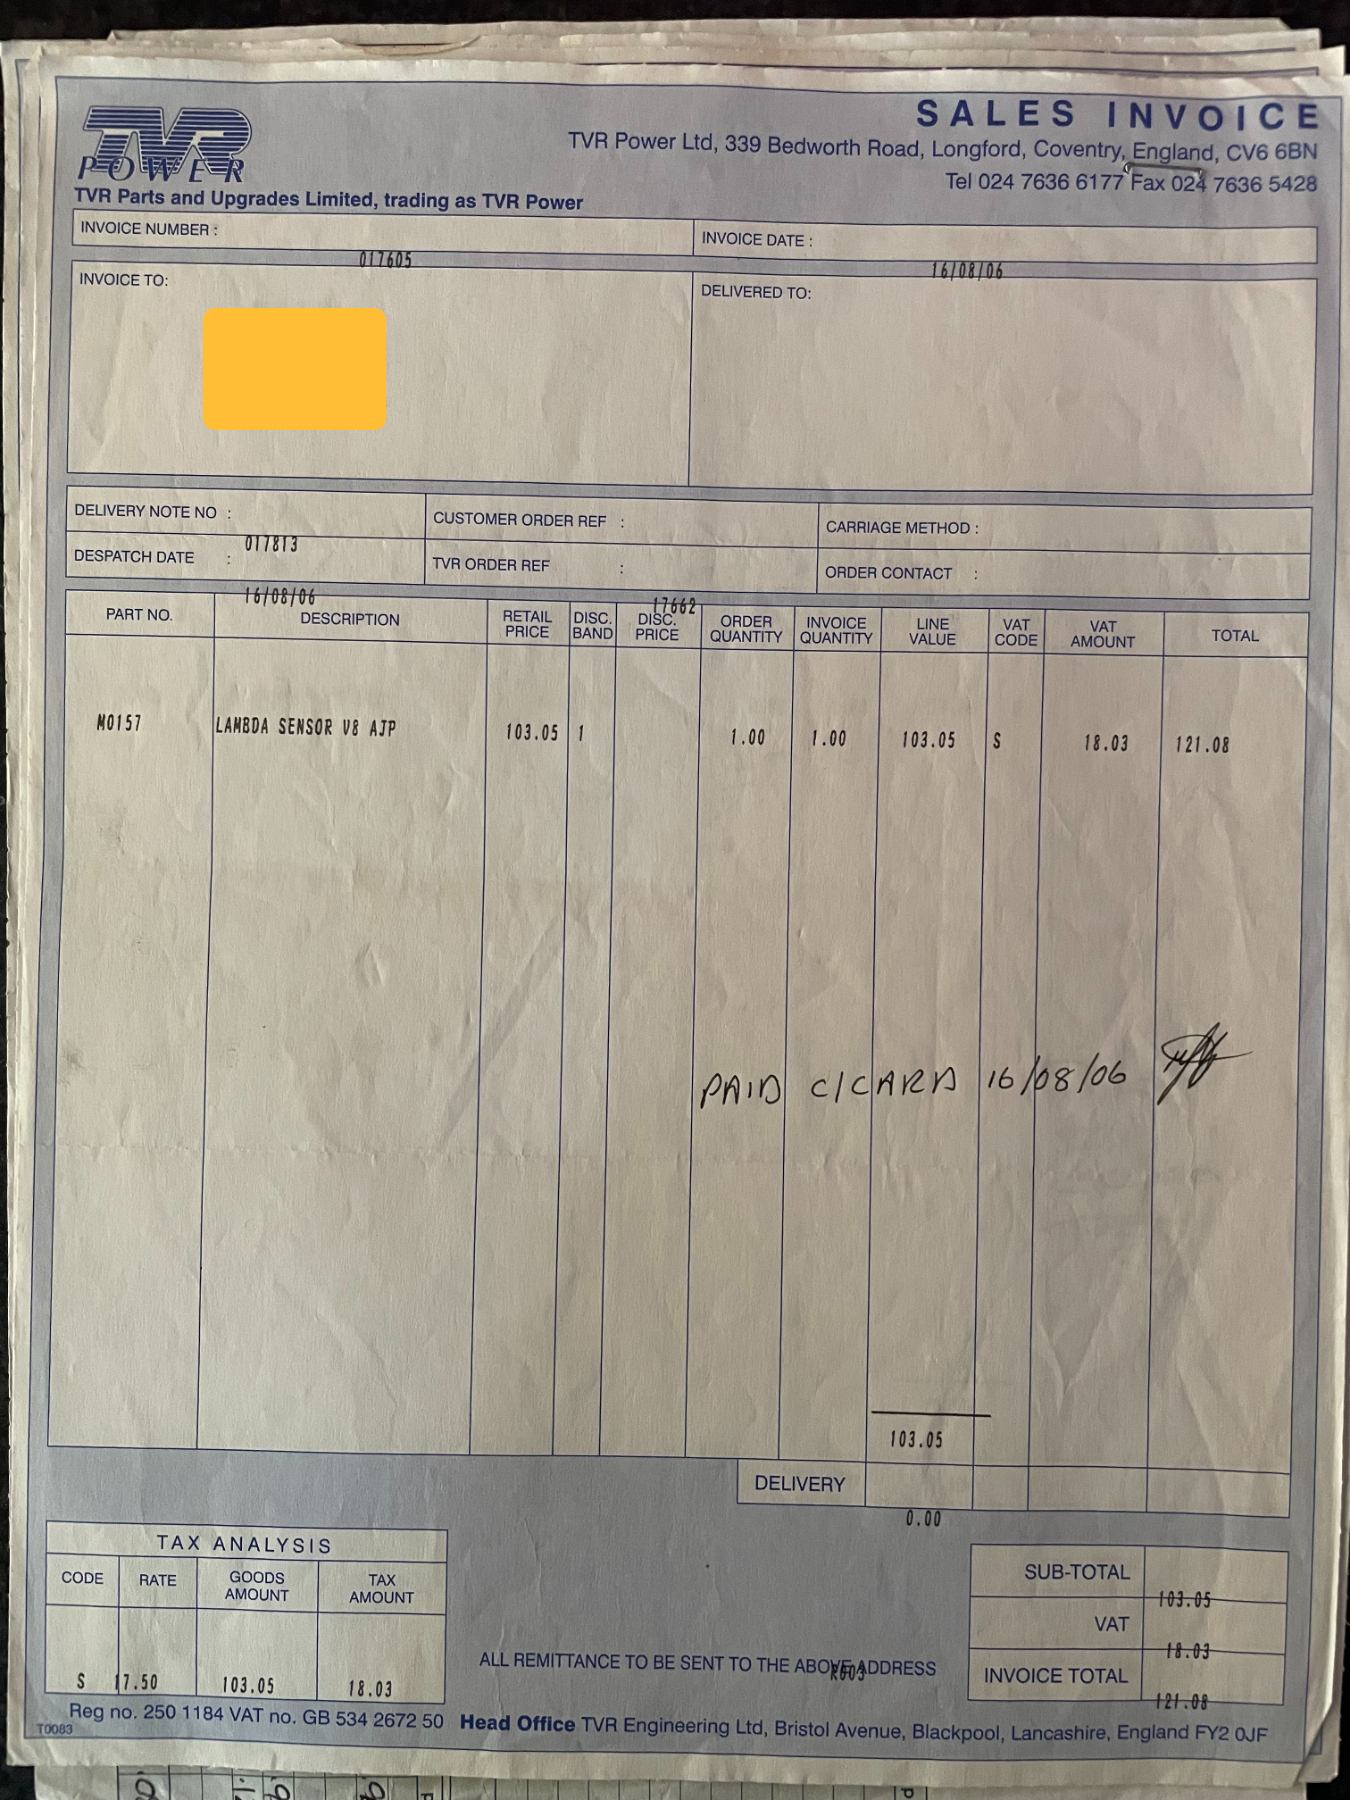 TVR
POWER
SALES INVOICE
TVR Power Ltd, 339 Bedworth Road, Longford, Coventry, England, CV6 6BN
Tel 024 7636 6177 Fax 024 7636 5428
TVR Parts and Upgrades Limited, trading as TVR Power
INVOICE NUMBER :
017605
INVOICE DATE :
16/08/06
INVOICE TO:
DELIVERED TO:
DELIVERY NOTE NO :
017813
CUSTOMER ORDER REF :
CARRIAGE METHOD :
DESPATCH DATE :
16/08/06
TVR ORDER REF :
17662
ORDER CONTACT :
PART NO. DESCRIPTION RETAIL PRICE DISC. BAND DISC. PRICE ORDER QUANTITY INVOICE QUANTITY LINE VALUE VAT CODE VAT AMOUNT TOTAL
M0157 LAMBDA SENSOR V8 AJP 103.05 1 1.00 1.00 103.05 S 18.03 121.08
PAID C/CARD 16/08/06
103.05
DELIVERY
0.00
TAX ANALYSIS
CODE RATE GOODS AMOUNT TAX AMOUNT
S 17.50 103.05 18.03
SUB-TOTAL
103.05
VAT
18.03
INVOICE TOTAL
121.08
ALL REMITTANCE TO BE SENT TO THE ABOVE ADDRESS
Reg no. 250 1184 VAT no. GB 534 2672 50 Head Office TVR Engineering Ltd, Bristol Avenue, Blackpool, Lancashire, England FY2 0JF
T0083